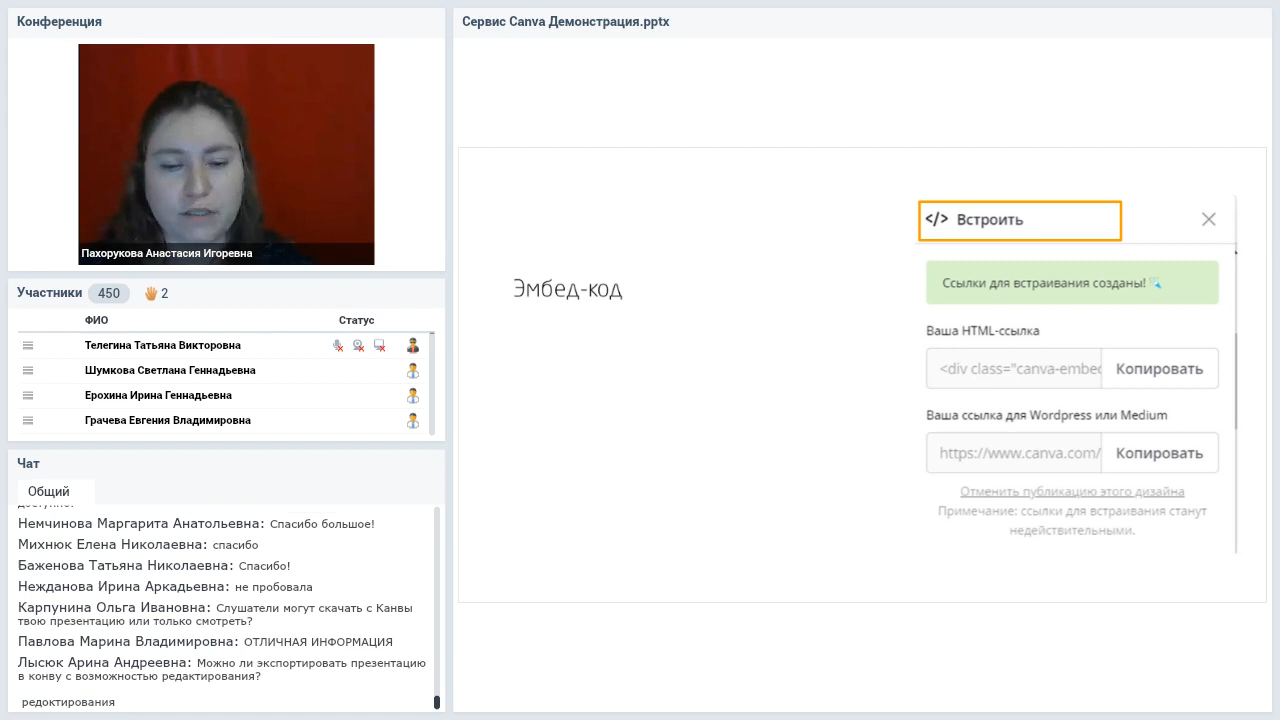 Конференция
Пахорукова Анастасия Игоревна
Участники 450 2
ФИО Статус
Телегина Татьяна Викторовна
Шумкова Светлана Геннадьевна
Ерохина Ирина Геннадьевна
Грачева Евгения Владимировна
Чат
Общий
Немчинова Маргарита Анатольевна: Спасибо большое!
Михнюк Елена Николаевна: спасибо
Баженова Татьяна Николаевна: Спасибо!
Нежданова Ирина Аркадьевна: не пробовала
Карпунина Ольга Ивановна: Слушатели могут скачать с Канвы
твою презентацию или только смотреть?
Павлова Марина Владимировна: ОТЛИЧНАЯ ИНФОРМАЦИЯ
Лысюк Арина Андреевна: Можно ли экспортировать презентацию
в конву с возможностью редактирования?
редоктирования
Сервис Canva Демонстрация.pptx
Эмбед-код
</> Встроить
Ссылки для встраивания созданы!
Ваша HTML-ссылка
<div class="canva-embed Копировать
Ваша ссылка для Wordpress или Medium
https://www.canva.com/ Копировать
Отменить публикацию этого дизайна
Примечание: ссылки для встраивания станут
недействительными.